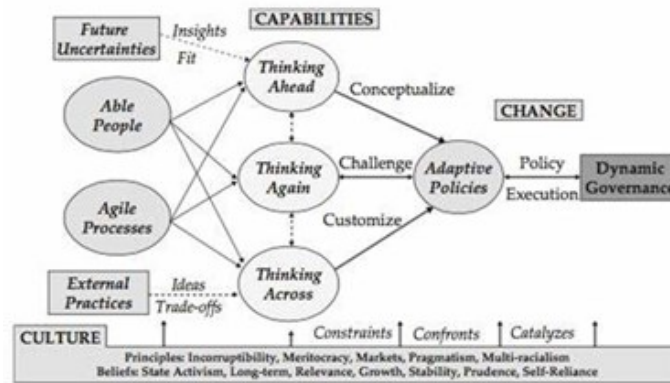 CAPABILITIES
Future
Uncertainties
Insights
Fit
Thinking
Ahead
Conceptualize
CHANGE
Able
People
Thinking
Again
Challenge
Adaptive
Policies
Policy
Execution
Dynamic
Governance
Agile
Processes
Customize
External
Practices
Ideas
Trade-offs
Thinking
Across
CULTURE
Constraints
Confronts
Catalyzes
Principles: Incorruptibility, Meritocracy, Markets, Pragmatism, Multi-racialism
Beliefs: State Activism, Long-term, Relevance, Growth, Stability, Prudence, Self-Reliance